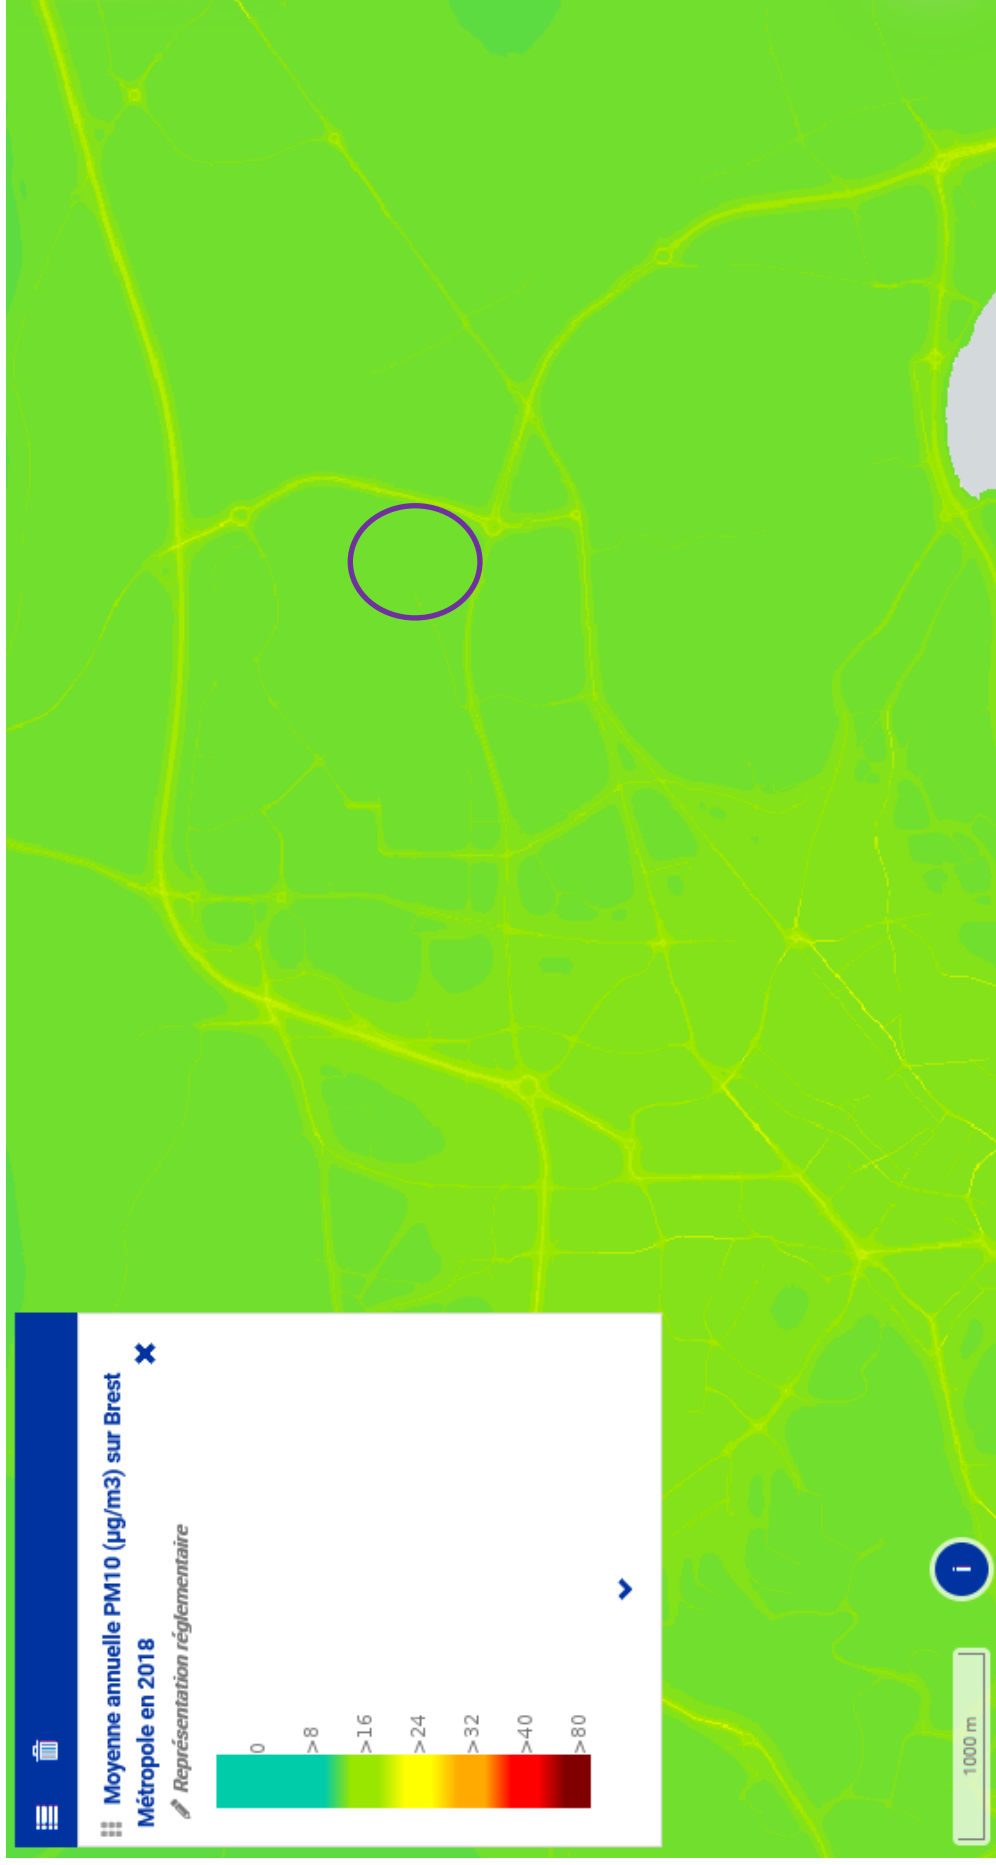 Moyenne annuelle PM10 (µg/m3) sur Brest
Métropole en 2018
Représentation réglementaire
0
>8
>16
>24
>32
>40
>80
1000 m
i